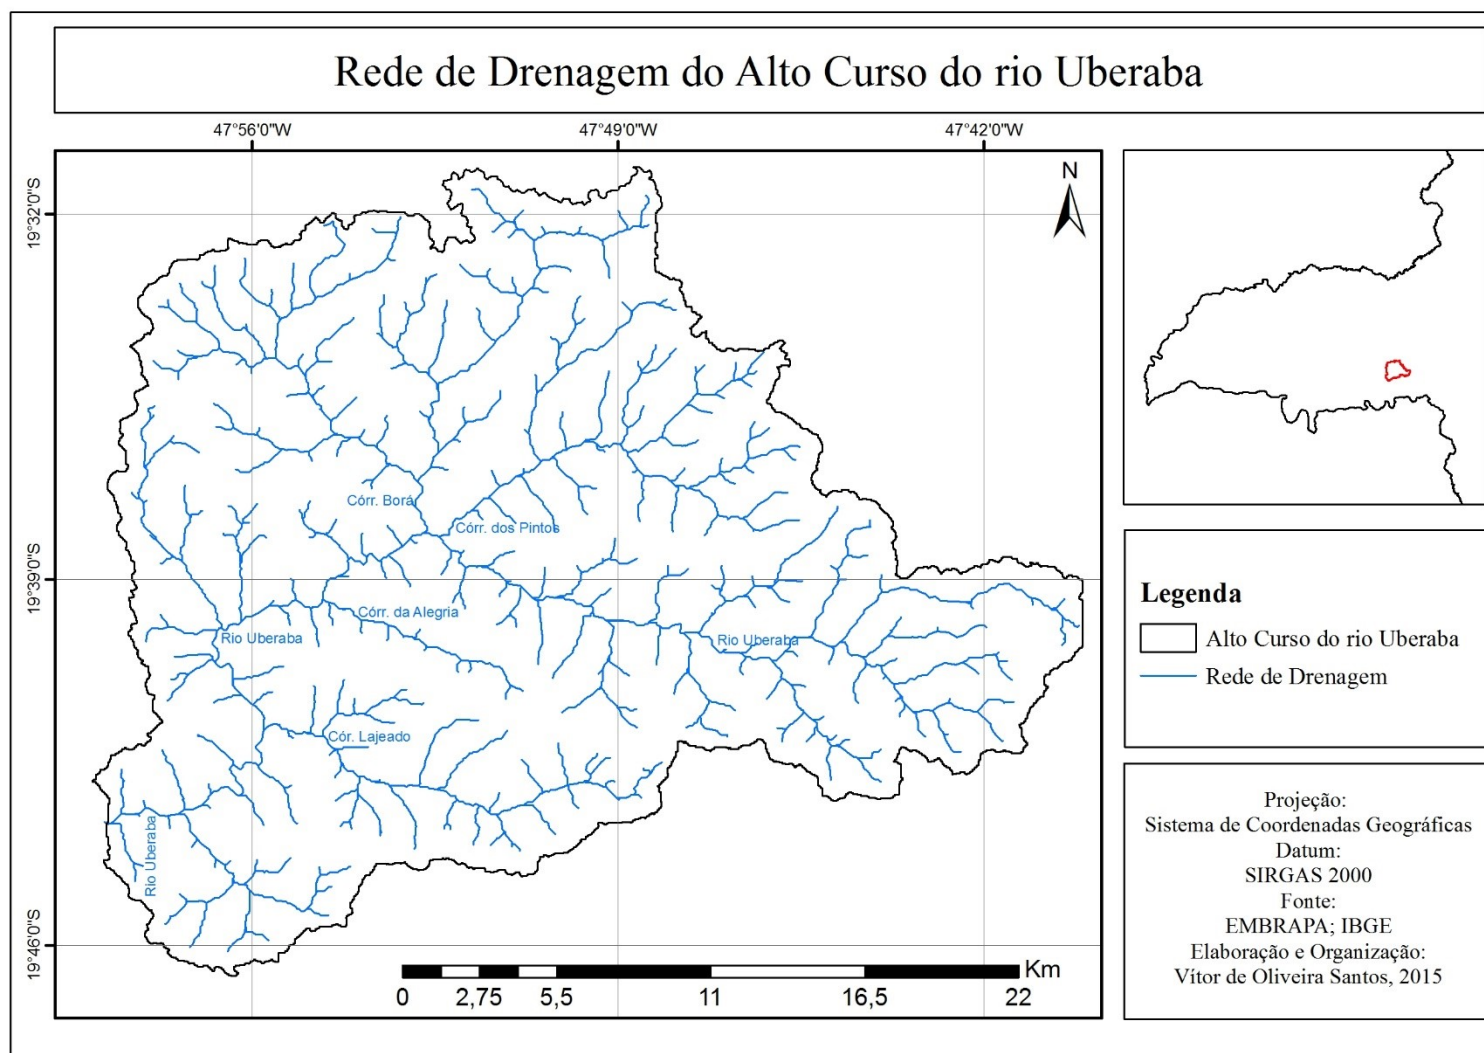 Rede de Drenagem do Alto Curso do rio Uberaba
47°56'0"W
47°49'0"W
47°42'0"W
19°32'0"S
19°39'0"S
19°46'0"S
N
Córr. Borá
Córr. dos Pintos
Córr. da Alegria
Rio Uberaba
Rio Uberaba
Cór. Lajeado
Rio Uberaba
Km
0 2,75 5,5 11 16,5 22
Legenda
Alto Curso do rio Uberaba
Rede de Drenagem
Projeção:
Sistema de Coordenadas Geográficas
Datum:
SIRGAS 2000
Fonte:
EMBRAPA; IBGE
Elaboração e Organização:
Vítor de Oliveira Santos, 2015